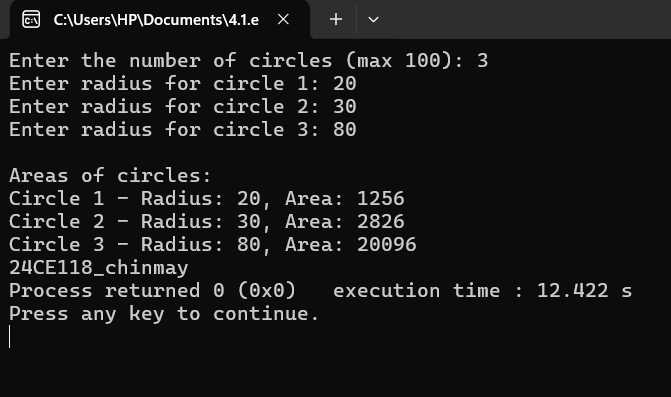 C:\Users\HP\Documents\4.1.e
Enter the number of circles (max 100): 3
Enter radius for circle 1: 20
Enter radius for circle 2: 30
Enter radius for circle 3: 80
Areas of circles:
Circle 1 - Radius: 20, Area: 1256
Circle 2 - Radius: 30, Area: 2826
Circle 3 - Radius: 80, Area: 20096
24CE118_chinmay
Process returned 0 (0x0)   execution time : 12.422 s
Press any key to continue.